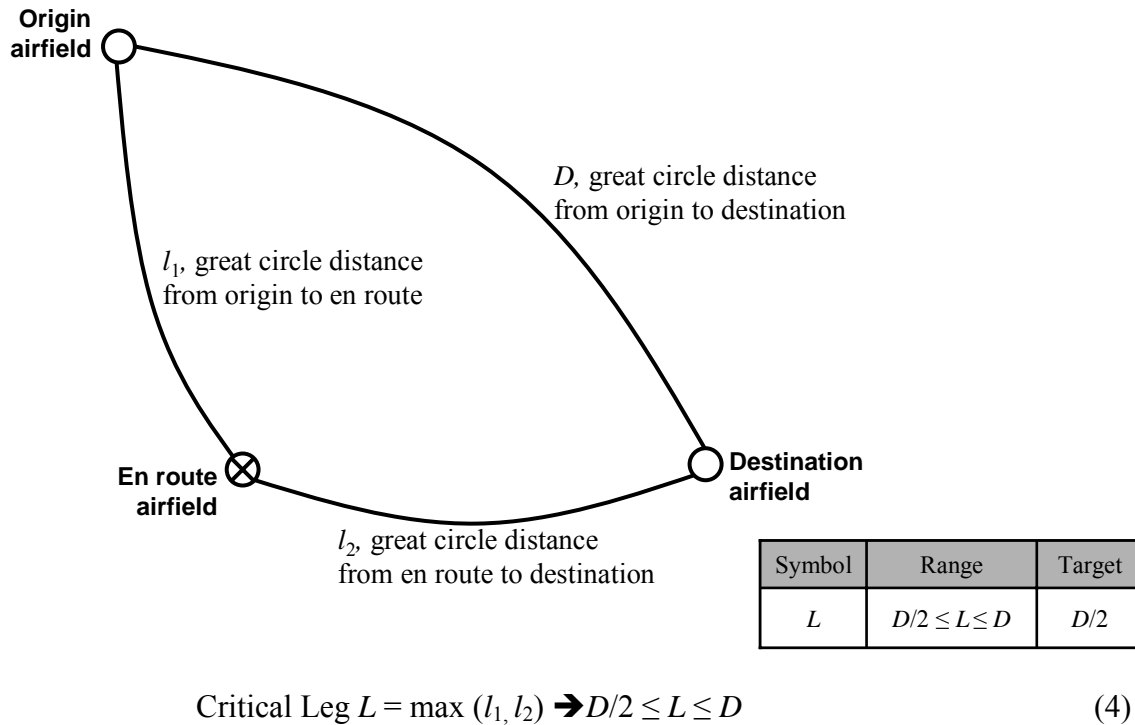 Origin
airfield
D, great circle distance
from origin to destination
l₁, great circle distance
from origin to en route
En route
airfield
Destination
airfield
l₂, great circle distance
from en route to destination
Symbol Range Target
L D/2 ≤ L ≤ D D/2
Critical Leg L = max (l₁, l₂) ➔ D/2 ≤ L ≤ D (4)